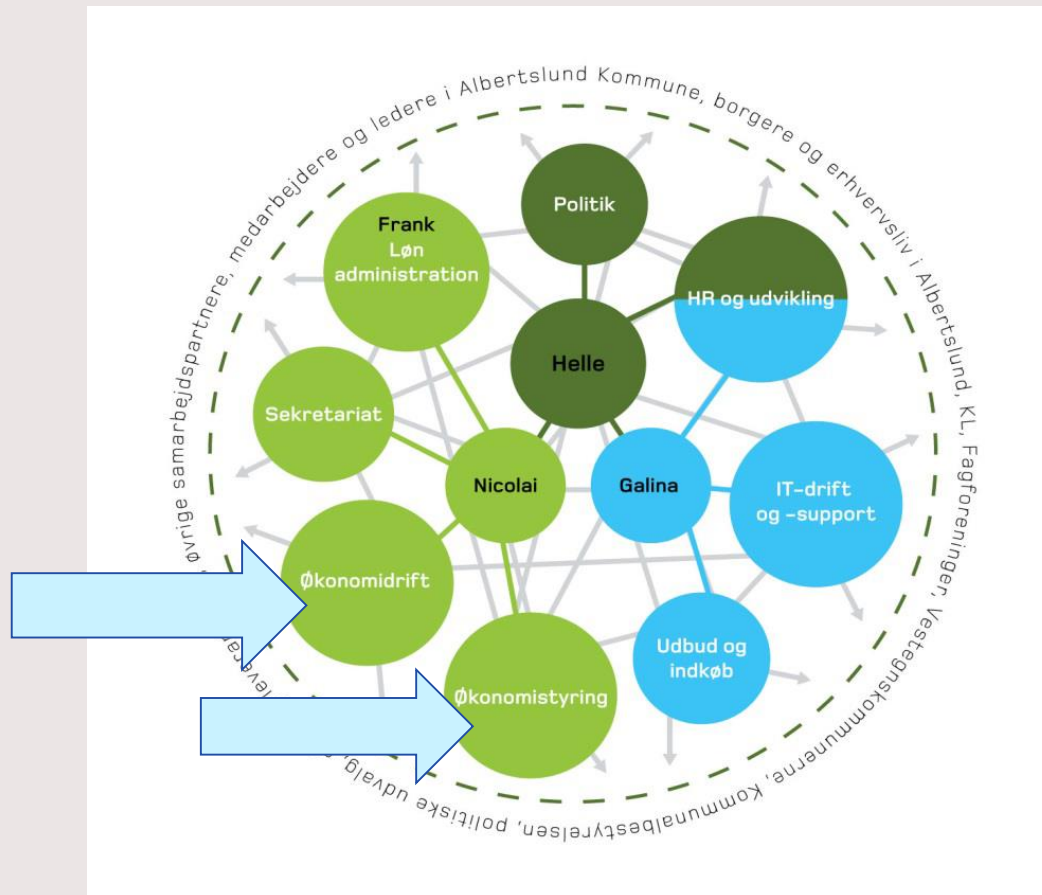 øvrige samarbejdspartnere, medarbejdere og ledere i Albertslund Kommune, borgere og erhvervsliv i Albertslund, KL, Fagforeninger, Vestegnskommunerne, Kommunalbestyrelsen, politiske udvalg,
Politik
Frank
Løn
administration
HR og udvikling
Helle
Sekretariat
Nicolai
Galina
IT-drift
og -support
Økonomidrift
Udbud og
indkøb
Økonomistyring